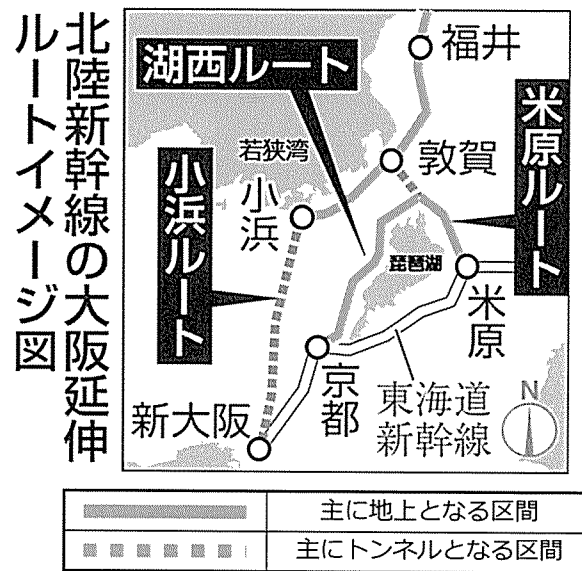 北陸新幹線の大阪延伸
ルートイメージ図
福井
湖西ルート
米原ルート
若狭湾
敦賀
小浜
小浜ルート
琵琶湖
米原
京都
東海道
新幹線
新大阪
N
主に地上となる区間
主にトンネルとなる区間